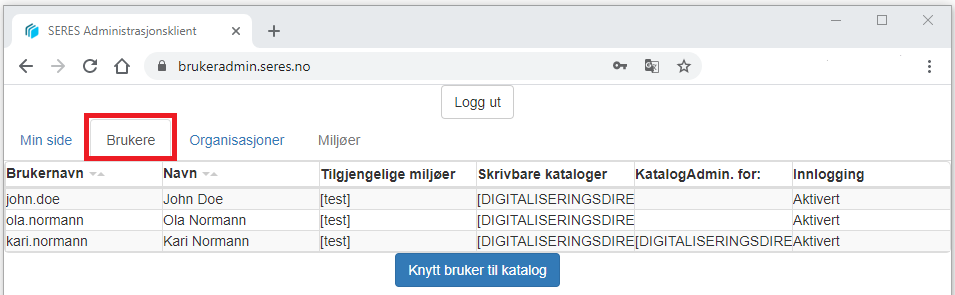 SERES Administrasjonsklient
brukeradmin.seres.no
Logg ut
Min side Brukere Organisasjoner Miljøer
Brukernavn Navn Tilgjengelige miljøer Skrivbare kataloger KatalogAdmin. for: Innlogging
john.doe John Doe [test] [DIGITALISERINGSDIRE Aktivert
ola.normann Ola Normann [test] [DIGITALISERINGSDIRE Aktivert
kari.normann Kari Normann [test] [DIGITALISERINGSDIRE [DIGITALISERINGSDIRE Aktivert
Knytt bruker til katalog